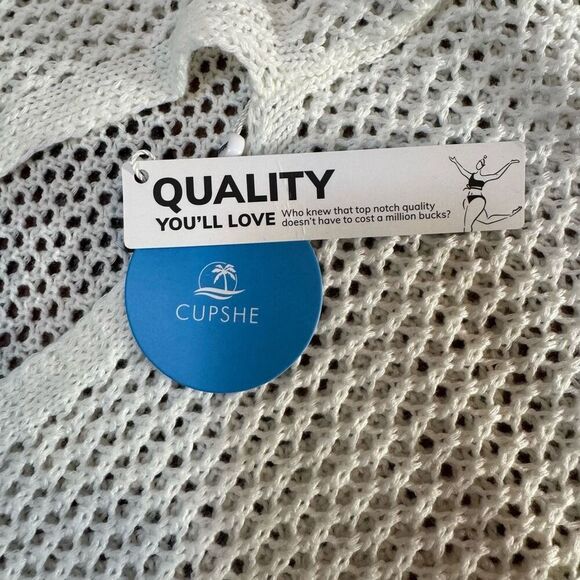 QUALITY
YOU'LL LOVE
Who knew that top notch quality
doesn't have to cost a million bucks?
CUPSHE